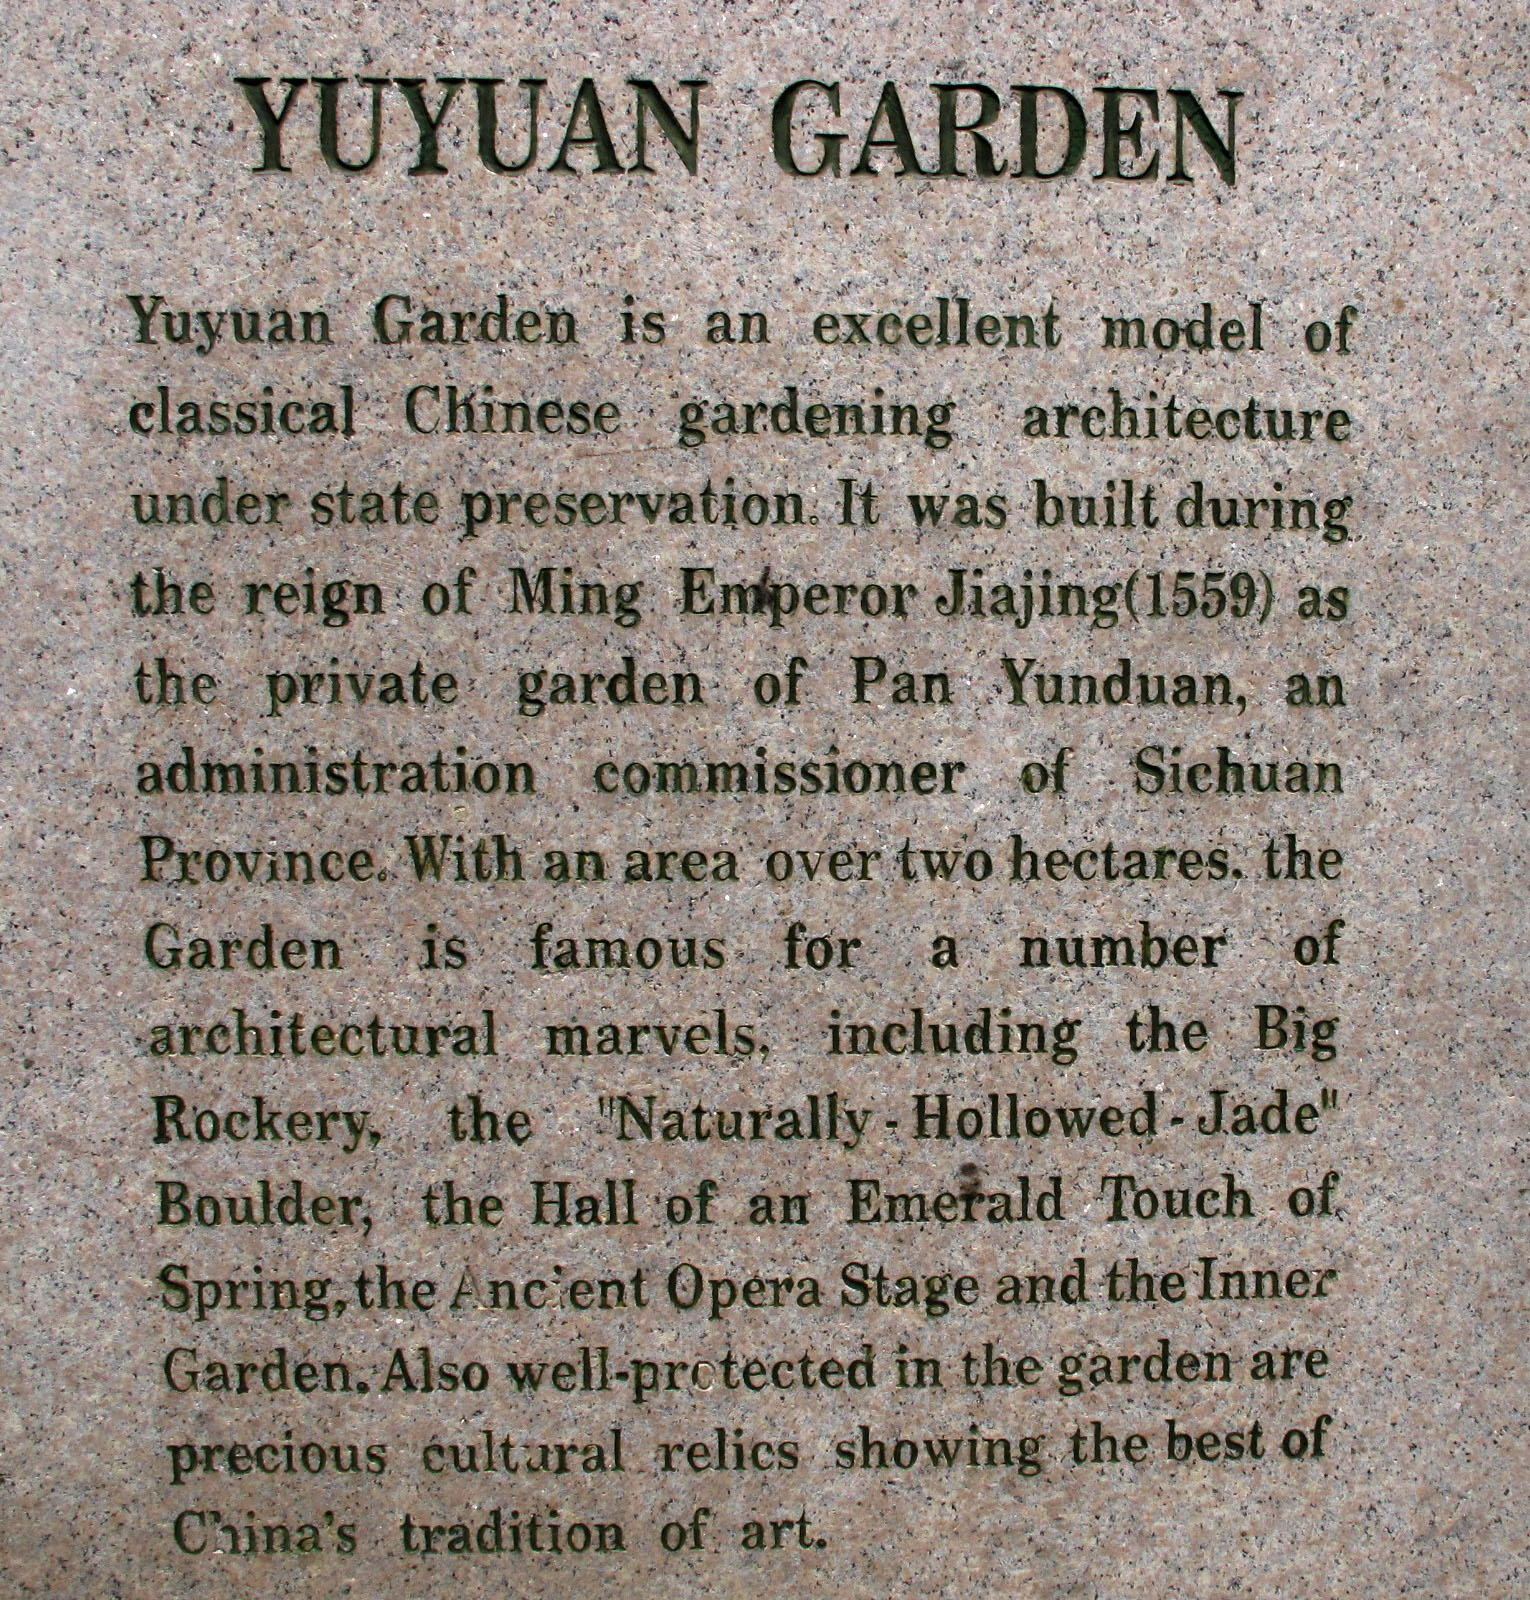 YUYUAN GARDEN
Yuyuan Garden is an excellent model of
classical Chinese gardening architecture
under state preservation. It was built during
the reign of Ming Emperor Jiajing(1559) as
the private garden of Pan Yunduan, an
administration commissioner of Sichuan
Province. With an area over two hectares. the
Garden is famous for a number of
architectural marvels, including the Big
Rockery, the "Naturally-Hollowed-Jade"
Boulder, the Hall of an Emerald Touch of
Spring, the Ancient Opera Stage and the Inner
Garden. Also well-protected in the garden are
precious cultural relics showing the best of
China's tradition of art.